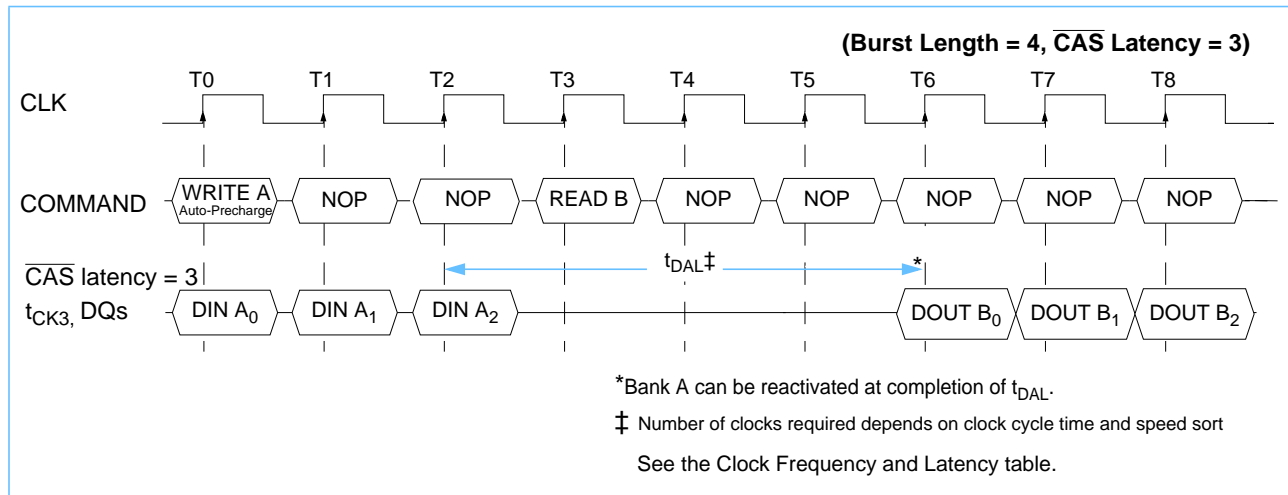 (Burst Length = 4, CAS Latency = 3)
T0 T1 T2 T3 T4 T5 T6 T7 T8
CLK
COMMAND WRITE A NOP NOP READ B NOP NOP NOP NOP NOP
Auto-Precharge
tDAL‡ *
CAS latency = 3
tCK3, DQs DIN A0 DIN A1 DIN A2 DOUT B0 DOUT B1 DOUT B2
*Bank A can be reactivated at completion of tDAL.
‡ Number of clocks required depends on clock cycle time and speed sort
See the Clock Frequency and Latency table.